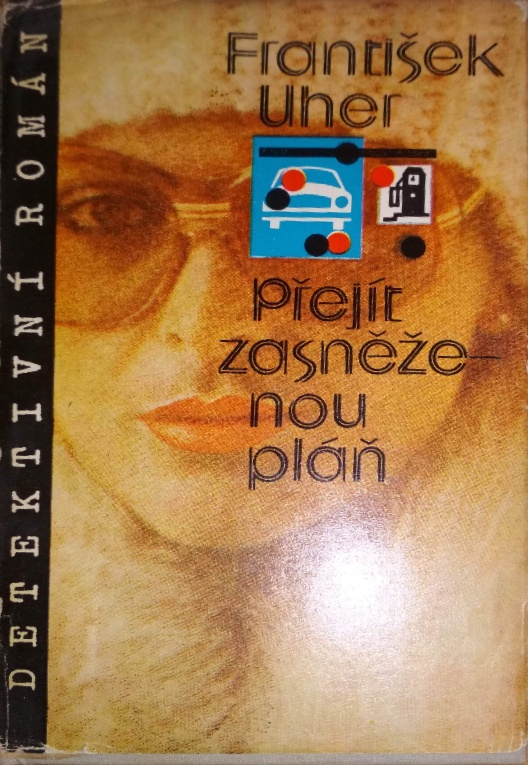 DETEKTIVNÍ ROMÁN
František
Uher
Přejít
zasněže-
nou
pláň